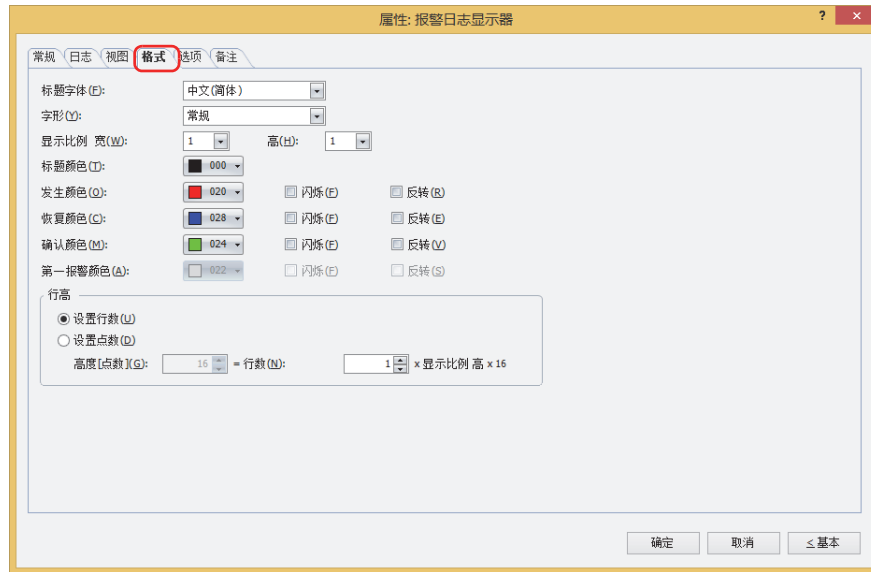 属性: 报警日志显示器 ? ×
常规 日志 视图 格式 选项 备注
标题字体(F): 中文(简体)
字形(Y): 常规
显示比例 宽(W): 1 高(H): 1
标题颜色(T): 000
发生颜色(O): 020 闪烁(F) 反转(R)
恢复颜色(C): 028 闪烁(F) 反转(E)
确认颜色(M): 024 闪烁(F) 反转(V)
第一报警颜色(A): 022 闪烁(F) 反转(S)
行高
设置行数(U)
设置点数(D)
高度[点数](G): 16 = 行数(N): 1 x 显示比例 高 x 16
确定 取消 ≤基本